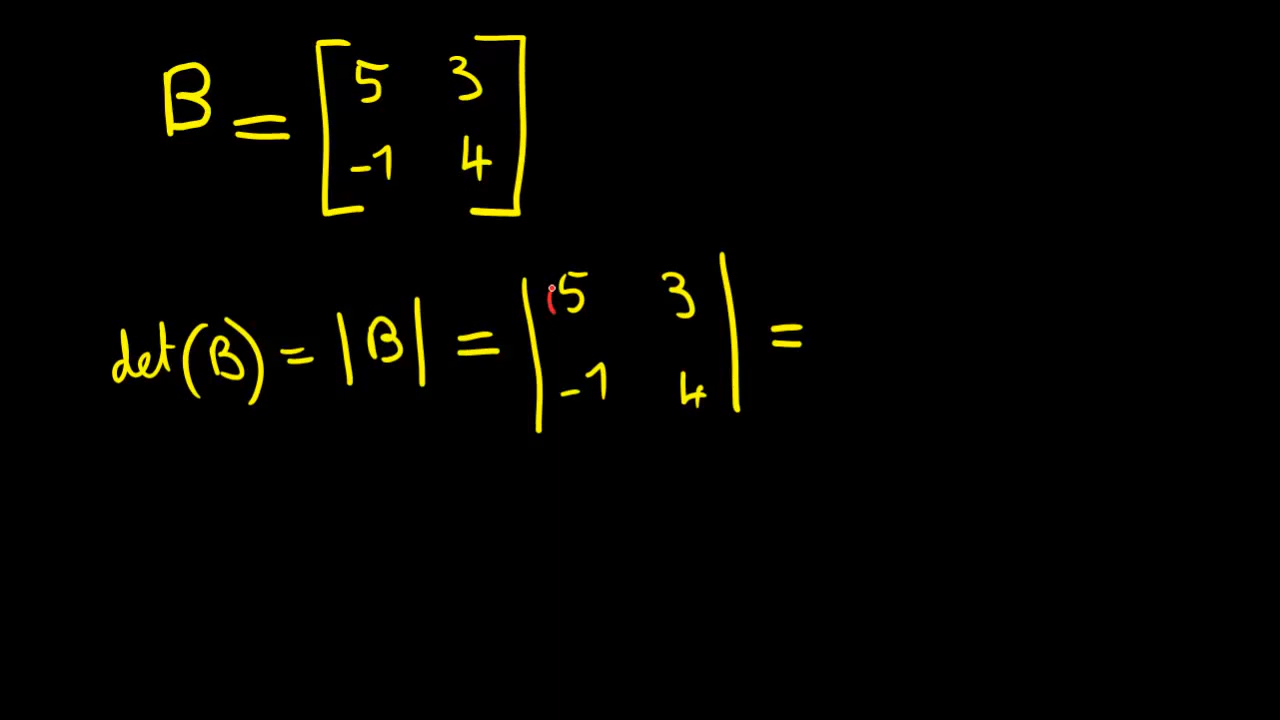 B = [ 5 3
-1 4 ]
det(B) = |B| = | 5 3
-1 4 | =